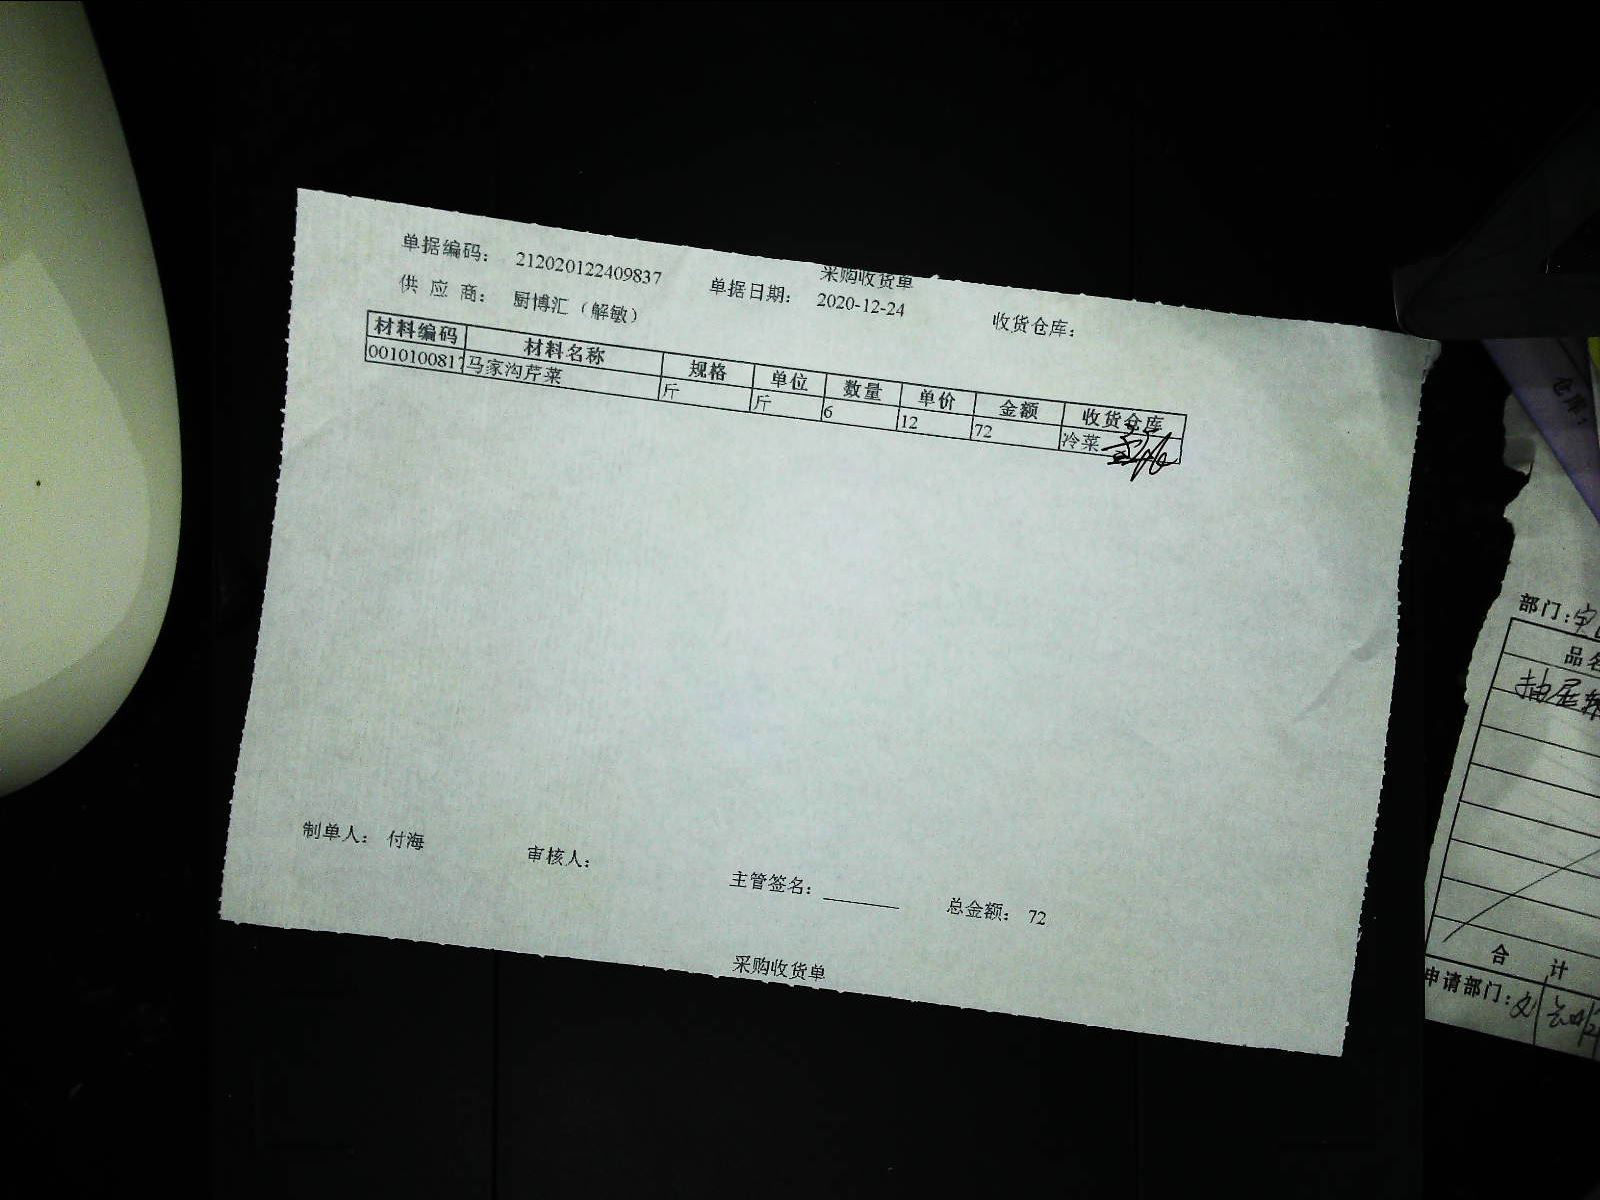 采购收货单
单据编码： 212020122409837 单据日期： 2020-12-24 收货仓库：
供 应 商： 厨博汇（解敏）
材料编码 材料名称 规格 单位 数量 单价 金额 收货仓库
0010100817 马家沟芹菜 斤 斤 6 12 72 冷菜
制单人： 付海 审核人： 主管签名： 总金额： 72
采购收货单
仓库：
部门：
品名
抽屉
合 计
申请部门：